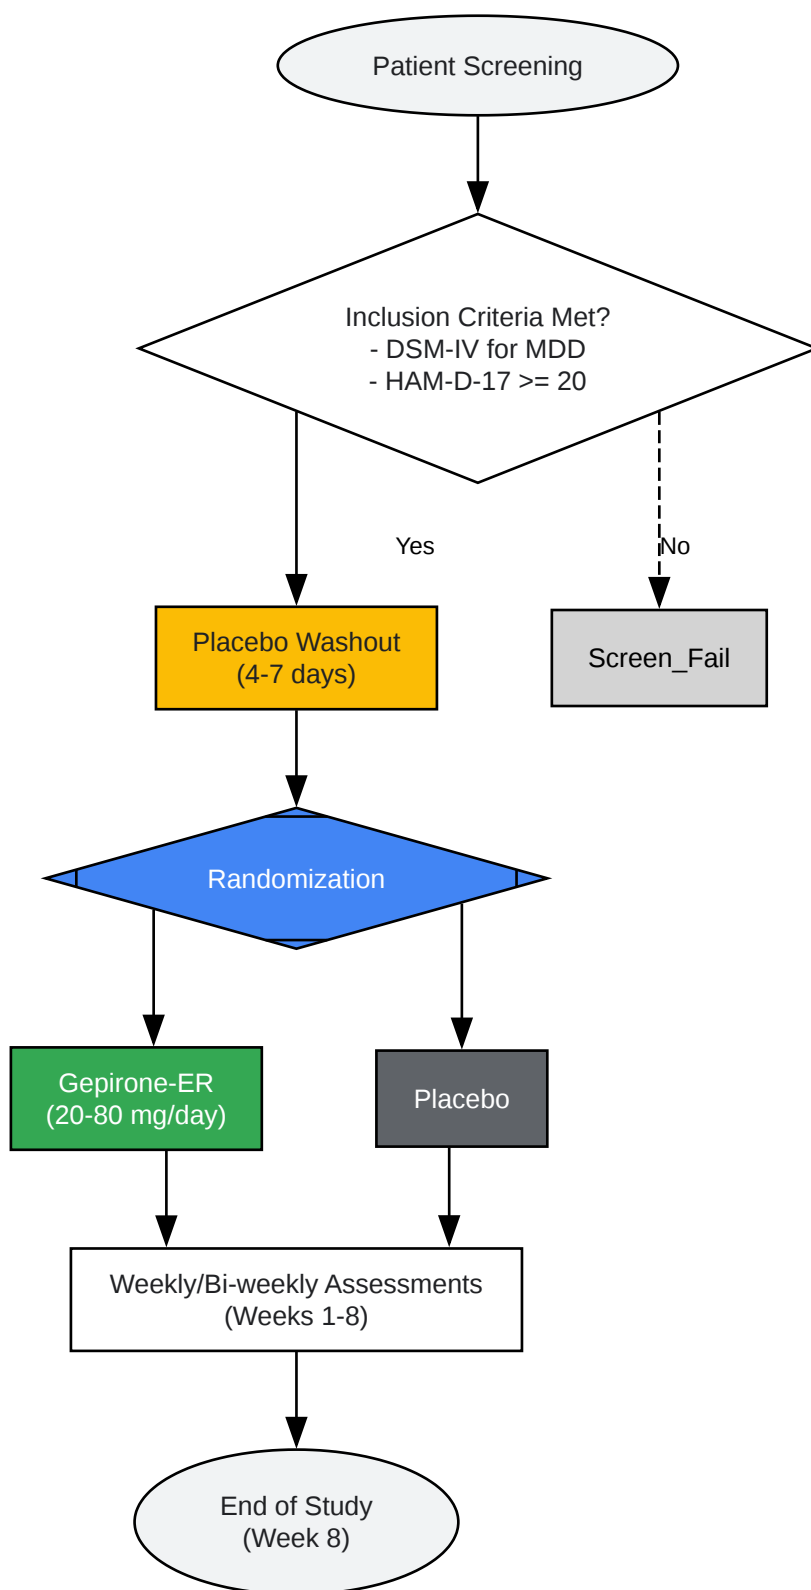 Patient Screening
Inclusion Criteria Met?
- DSM-IV for MDD
- HAM-D-17 >= 20
Yes
No
Placebo Washout
(4-7 days)
Screen_Fail
Randomization
Gepirone-ER
(20-80 mg/day)
Placebo
Weekly/Bi-weekly Assessments
(Weeks 1-8)
End of Study
(Week 8)